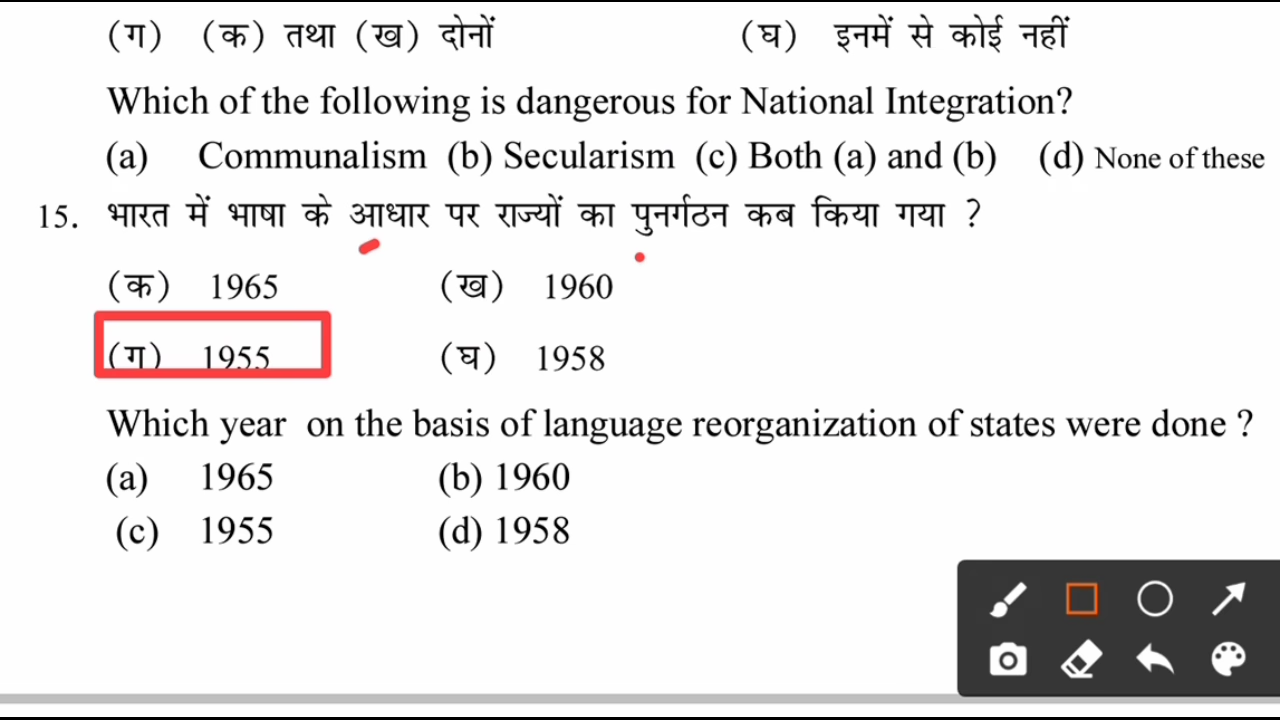 (ग) (क) तथा (ख) दोनों (घ) इनमें से कोई नहीं
Which of the following is dangerous for National Integration?
(a) Communalism (b) Secularism (c) Both (a) and (b) (d) None of these
15. भारत में भाषा के आधार पर राज्यों का पुनर्गठन कब किया गया ?
(क) 1965 (ख) 1960
(ग) 1955 (घ) 1958
Which year on the basis of language reorganization of states were done ?
(a) 1965 (b) 1960
(c) 1955 (d) 1958